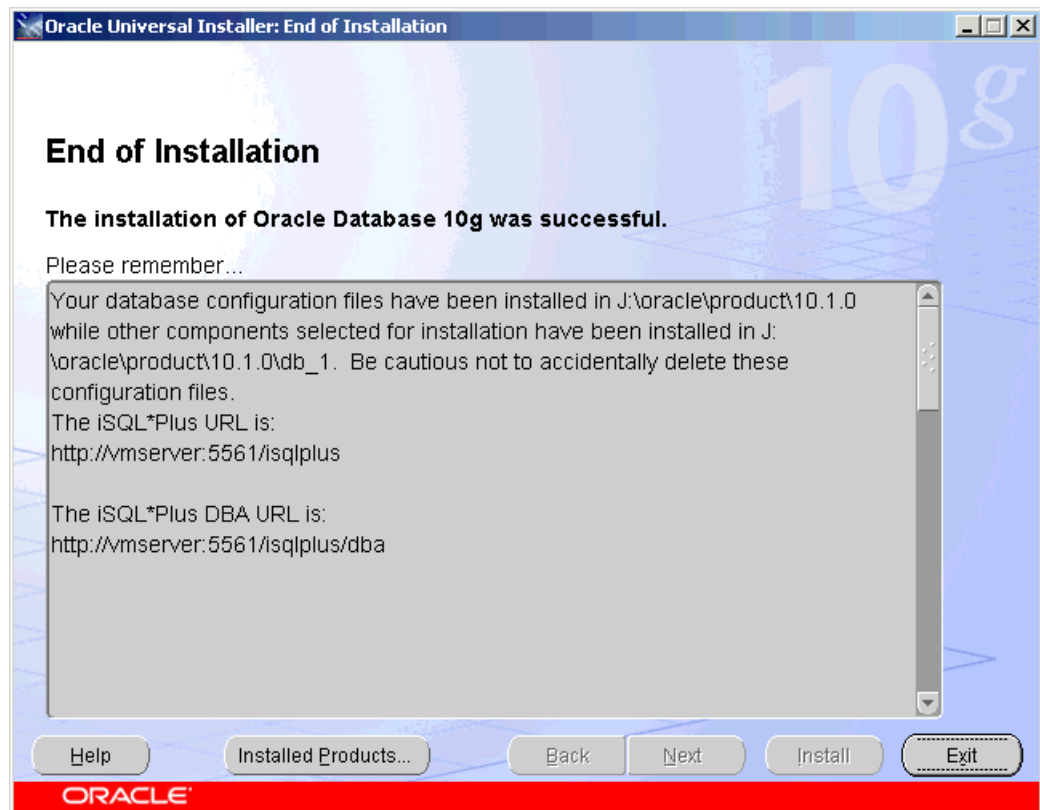 Oracle Universal Installer: End of Installation
10g
End of Installation
The installation of Oracle Database 10g was successful.
Please remember...
Your database configuration files have been installed in J:\oracle\product\10.1.0
while other components selected for installation have been installed in J:
\oracle\product\10.1.0\db_1.  Be cautious not to accidentally delete these
configuration files.
The iSQL*Plus URL is:
http://vmserver:5561/isqlplus
The iSQL*Plus DBA URL is:
http://vmserver:5561/isqlplus/dba
Help Installed Products... Back Next Install Exit
ORACLE